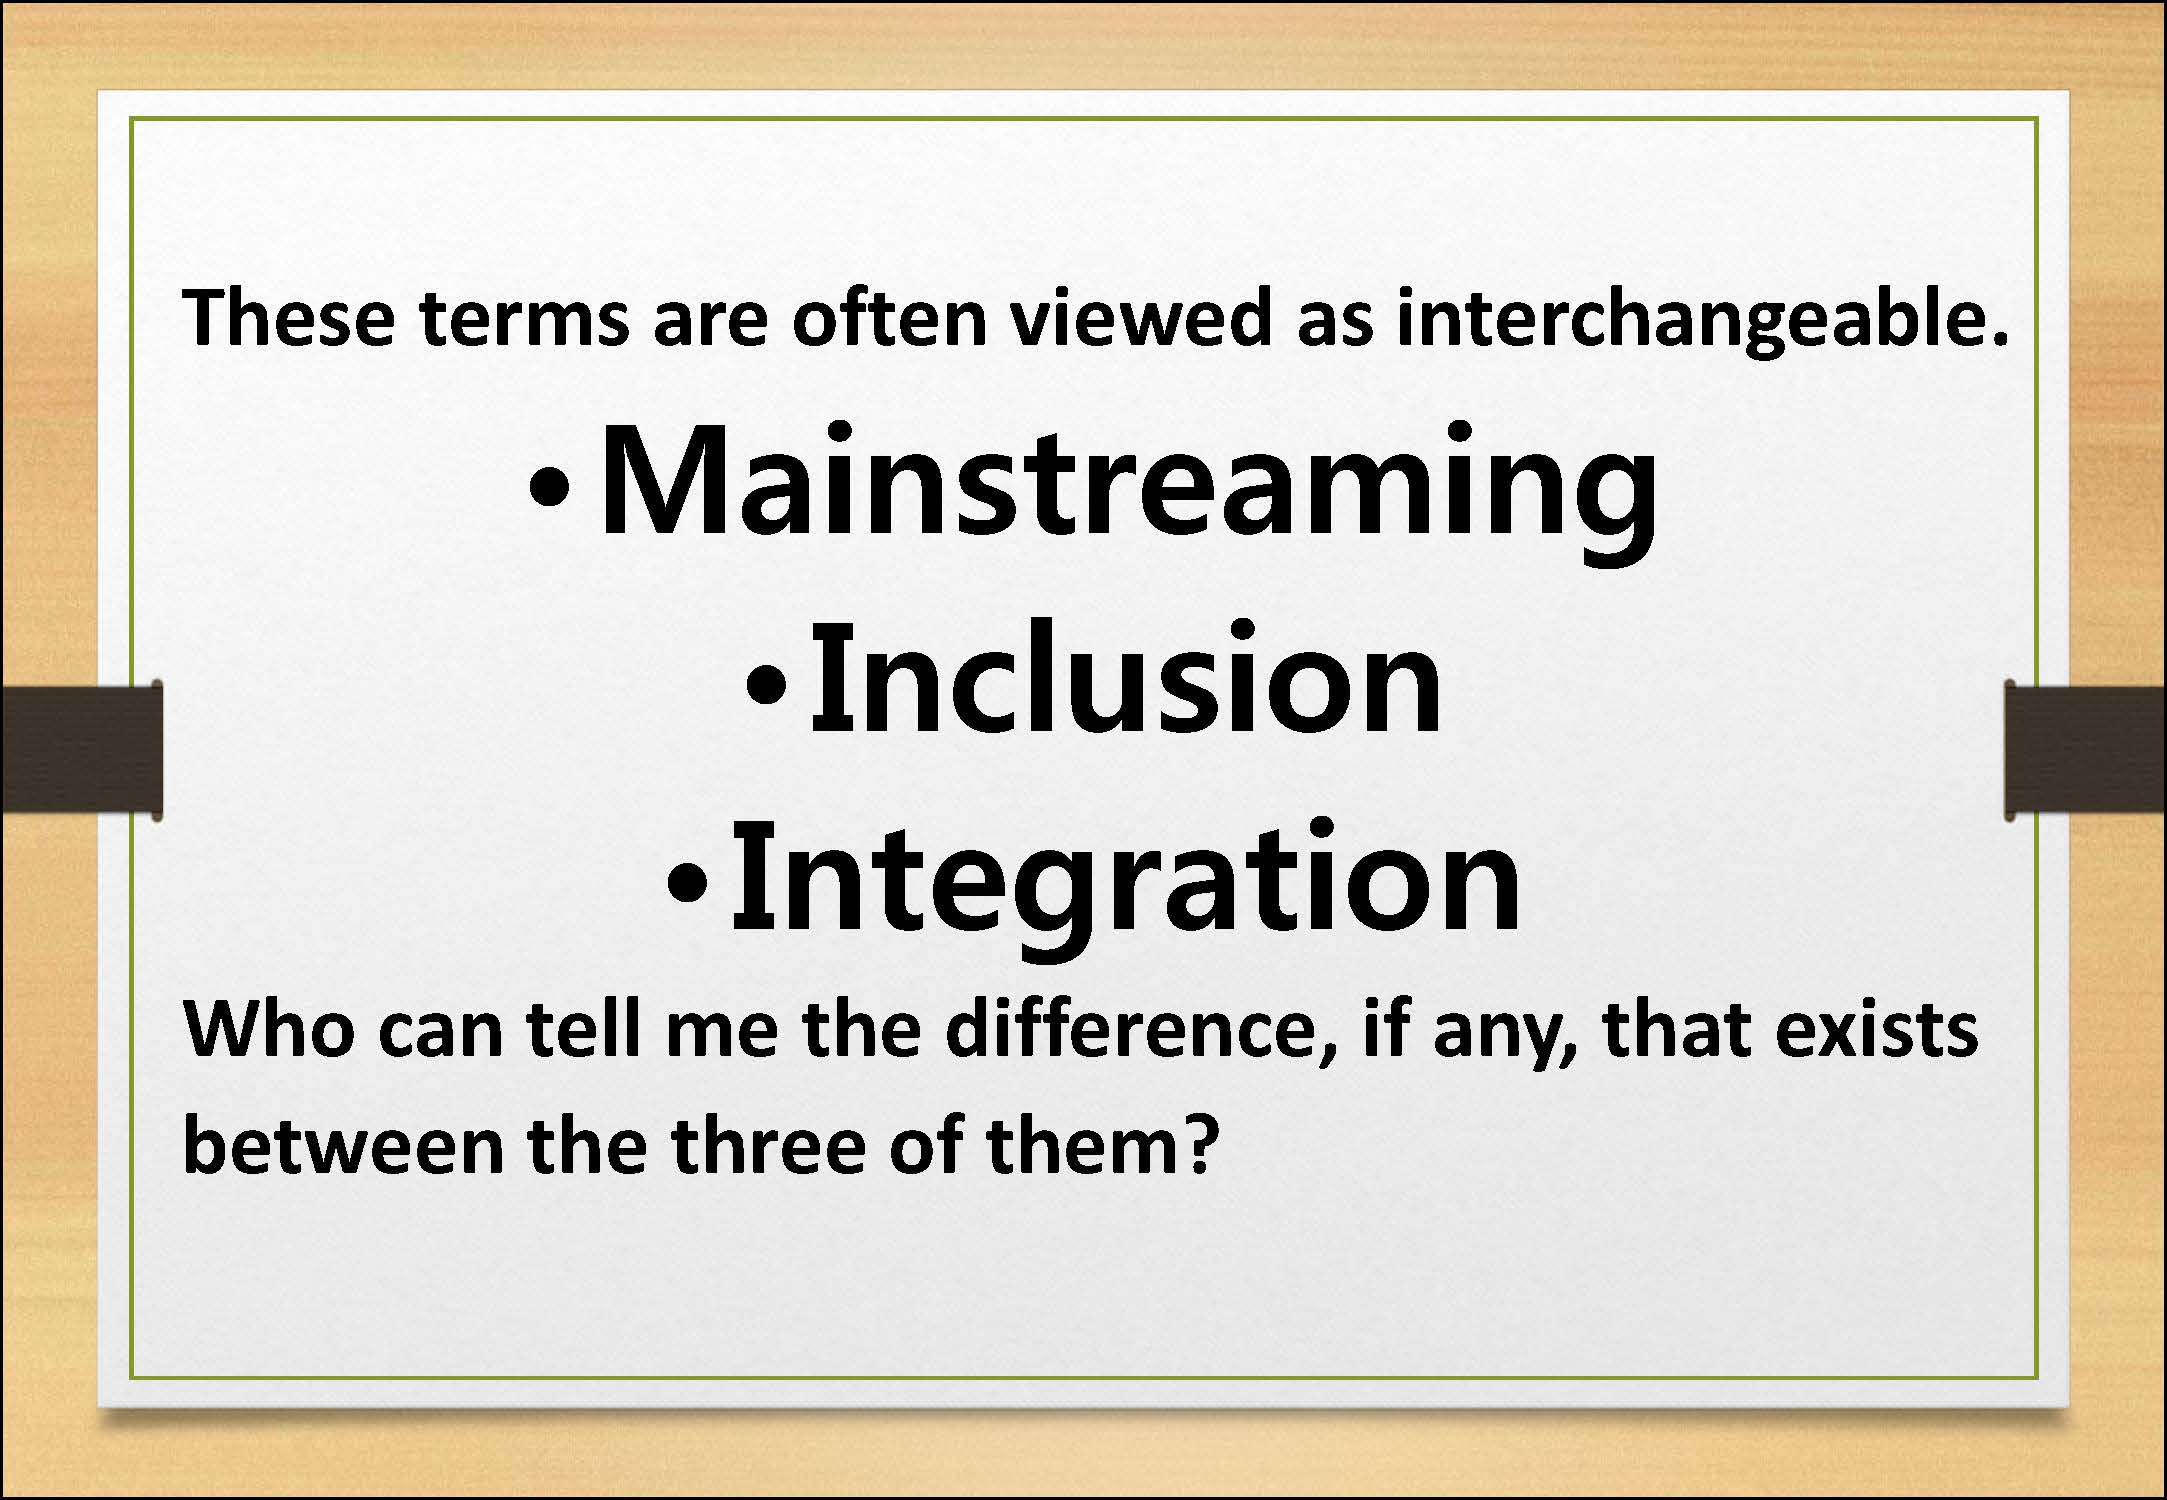 These terms are often viewed as interchangeable.
• Mainstreaming
• Inclusion
• Integration
Who can tell me the difference, if any, that exists
between the three of them?